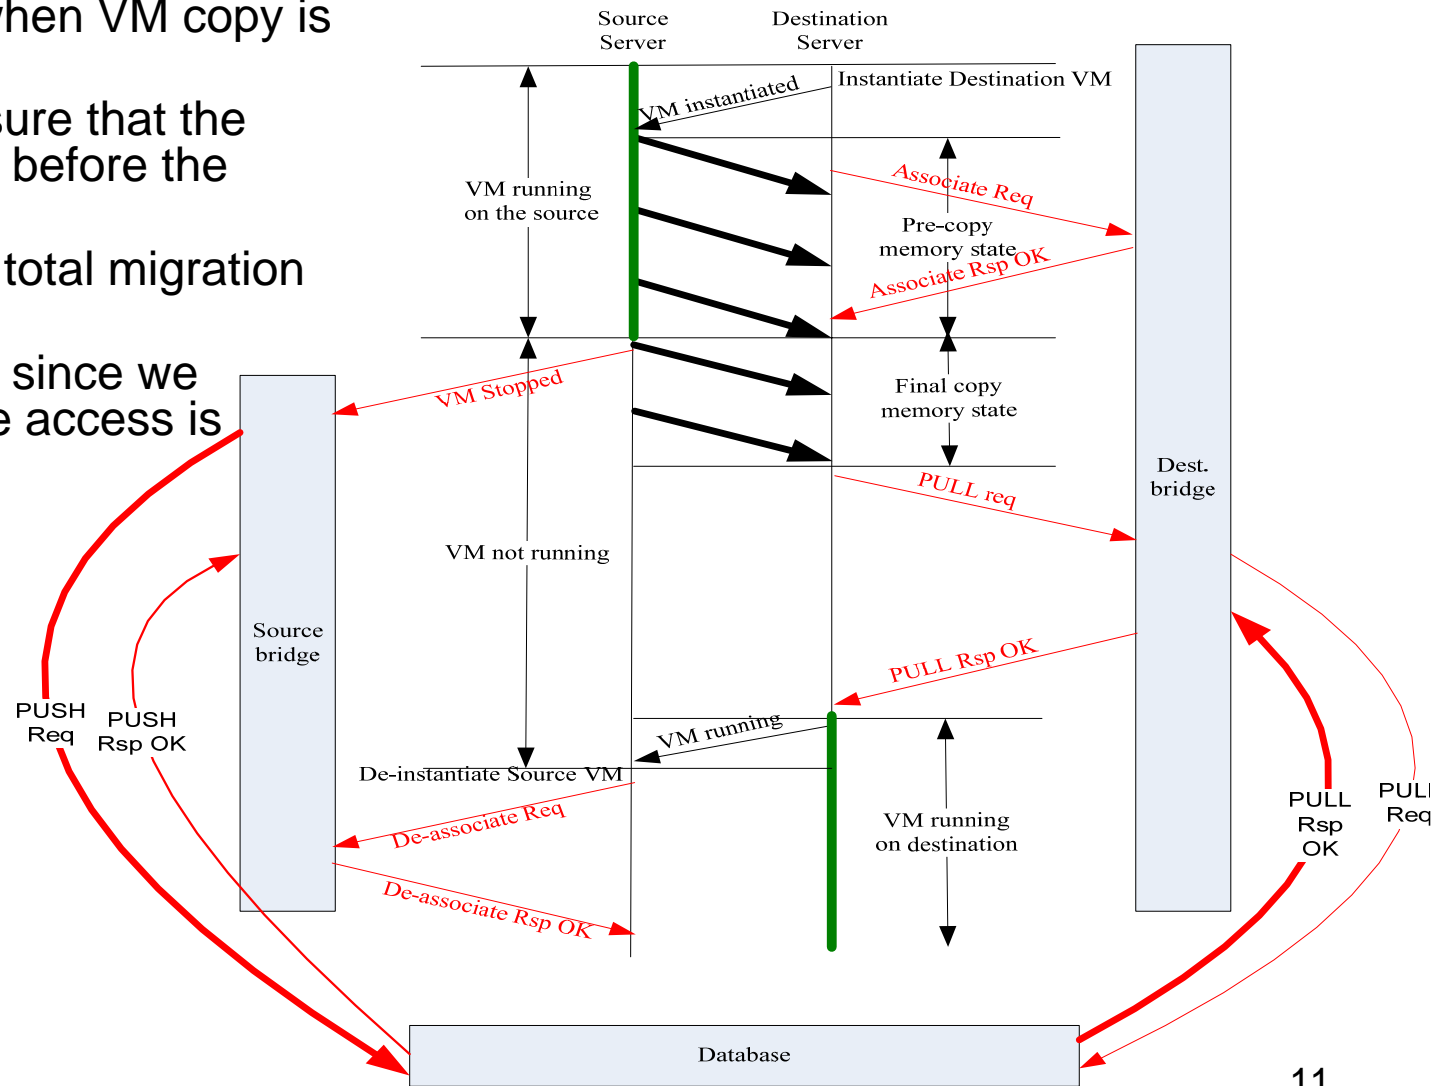 when VM copy is
sure that the
before the
total migration
since we
access is
Source
Server
Destination
Server
Instantiate Destination VM
VM instantiated
VM running
on the source
Associate Req
Pre-copy
memory state
Associate Rsp OK
VM Stopped
Final copy
memory state
PULL req
Dest.
bridge
VM not running
Source
bridge
PULL Rsp OK
PUSH
Req
PUSH
Rsp OK
VM running
De-instantiate Source VM
De-associate Req
VM running
on destination
De-associate Rsp OK
PULL
Rsp
OK
PULL
Req
Database
11